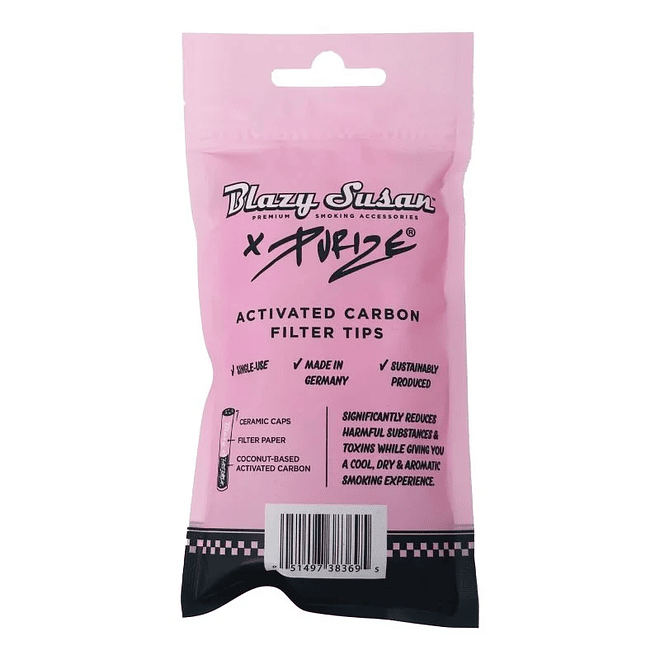 Blazy Susan™
PREMIUM SMOKING ACCESSORIES
X PURIZE®
ACTIVATED CARBON
FILTER TIPS
✓ SINGLE-USE
✓ MADE IN
GERMANY
✓ SUSTAINABLY
PRODUCED
CERAMIC CAPS
FILTER PAPER
COCONUT-BASED
ACTIVATED CARBON
SIGNIFICANTLY REDUCES
HARMFUL SUBSTANCES &
TOXINS WHILE GIVING YOU
A COOL, DRY & AROMATIC
SMOKING EXPERIENCE.
51497 38369 5